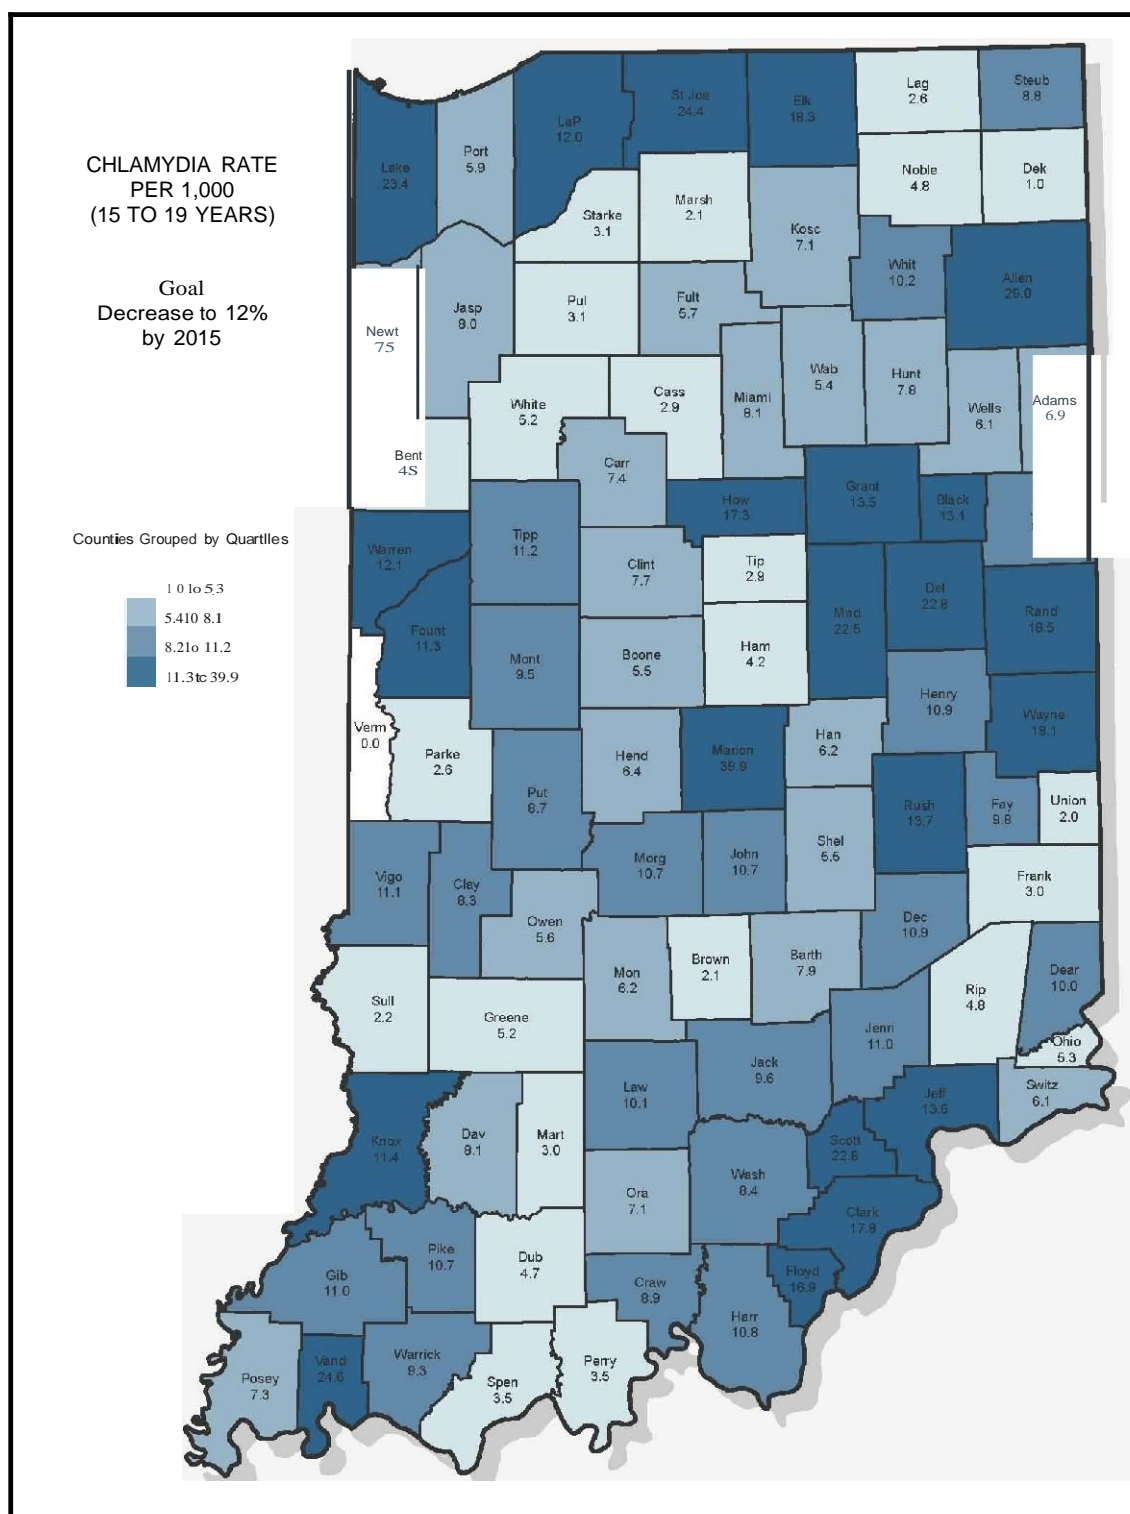 CHLAMYDIA RATE
PER 1,000
(15 TO 19 YEARS)
Goal
Decrease to 12%
by 2015
Counties Grouped by Quartlles
1 0 lo 5.3
5.410 8.1
8.21o 11.2
11.3tc 39.9
Lake
23.4
Port
5.9
LaP
12.0
St Joe
24.4
Elk
18.3
Lag
2.6
Steub
8.8
Noble
4.8
Dek
1.0
Starke
3.1
Marsh
2.1
Kosc
7.1
Whit
10.2
Allen
29.0
Newt
75
Jasp
8.0
Pul
3.1
Fult
5.7
Wab
5.4
Hunt
7.8
Miami
8.1
Wells
6.1
Adams
6.9
White
5.2
Cass
2.9
Bent
4S
Carr
7.4
How
17.3
Grant
13.5
Black
13.1
Warren
12.1
Tipp
11.2
Clint
7.7
Tip
2.9
Fount
11.3
Mad
22.5
Del
22.8
Rand
16.5
Mont
9.5
Boone
5.5
Ham
4.2
Henry
10.9
Wayne
18.1
Verm
0.0
Parke
2.6
Put
8.7
Hend
6.4
Marion
39.9
Han
6.2
Rush
13.7
Fay
9.8
Union
2.0
Vigo
11.1
Clay
8.3
Owen
5.6
Morg
10.7
John
10.7
Shel
5.5
Frank
3.0
Dec
10.9
Mon
6.2
Brown
2.1
Barth
7.9
Rip
4.8
Dear
10.0
Sull
2.2
Greene
5.2
Jenn
11.0
Ohio
5.3
Law
10.1
Jack
9.6
Jeff
13.6
Switz
6.1
Knox
11.4
Dav
8.1
Mart
3.0
Scott
22.8
Ora
7.1
Wash
8.4
Clark
17.9
Gib
11.0
Pike
10.7
Dub
4.7
Craw
8.9
Harr
10.8
Floyd
16.9
Posey
7.3
Vand
24.6
Warrick
9.3
Spen
3.5
Perry
3.5